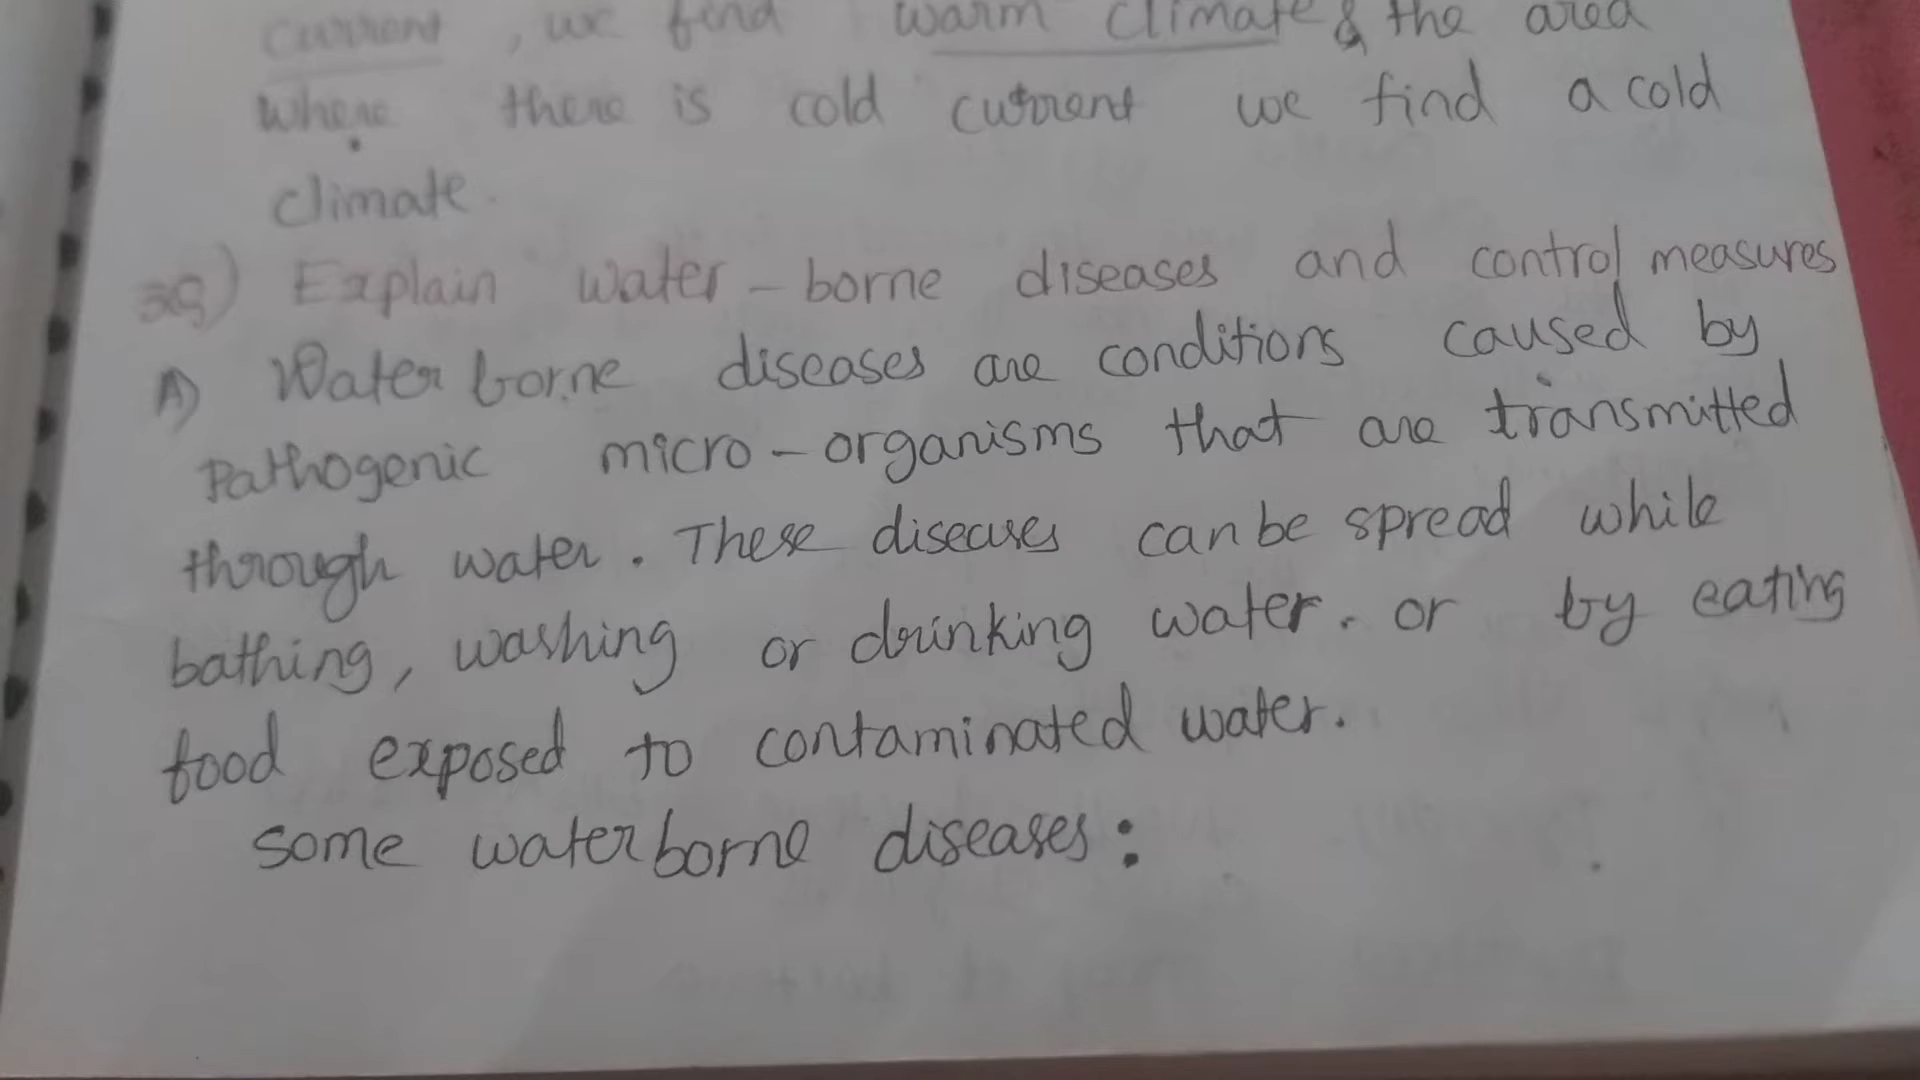 current, we find warm climate & the area
where there is cold current we find a cold
climate.
39) Explain water-borne diseases and control measures
A) Water borne diseases are conditions caused by
Pathogenic micro-organisms that are transmitted
through water. These diseases can be spread while
bathing, washing or drinking water. or by eating
food exposed to contaminated water.
some waterborne diseases: